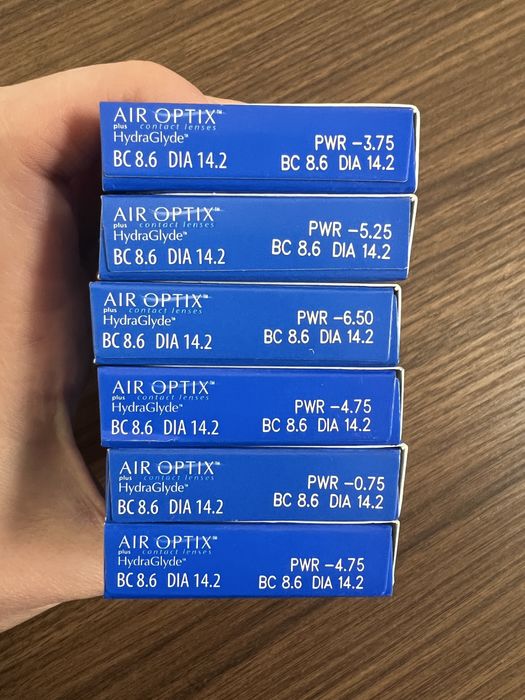 AIR OPTIX™
plus contact lenses
HydraGlyde™
BC 8.6 DIA 14.2
PWR −3.75
BC 8.6 DIA 14.2
AIR OPTIX™
plus contact lenses
HydraGlyde™
BC 8.6 DIA 14.2
PWR −5.25
BC 8.6 DIA 14.2
AIR OPTIX™
plus contact lenses
HydraGlyde™
BC 8.6 DIA 14.2
PWR −6.50
BC 8.6 DIA 14.2
AIR OPTIX™
plus contact lenses
HydraGlyde™
BC 8.6 DIA 14.2
PWR −4.75
BC 8.6 DIA 14.2
AIR OPTIX™
plus contact lenses
HydraGlyde™
BC 8.6 DIA 14.2
PWR −0.75
BC 8.6 DIA 14.2
AIR OPTIX™
plus contact lenses
HydraGlyde™
BC 8.6 DIA 14.2
PWR −4.75
BC 8.6 DIA 14.2